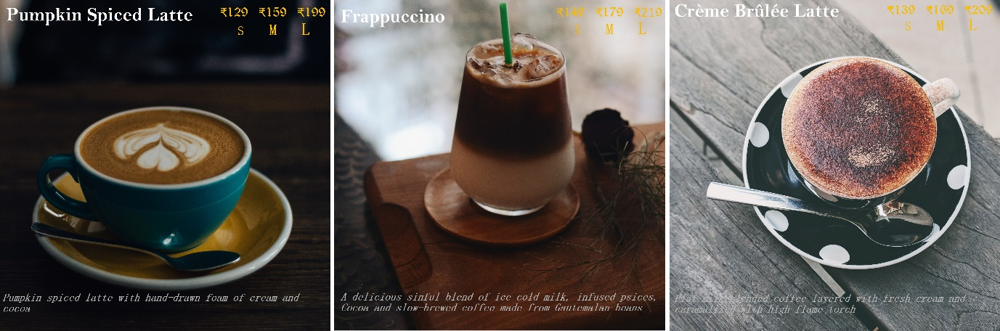 Pumpkin Spiced Latte
₹129 ₹159 ₹199
S M L
Pumpkin spiced latte with hand-drawn foam of cream and
cocoa
Frappuccino
₹149 ₹179 ₹219
S M L
A delicious sinful blend of ice cold milk, infused psices,
Cocoa and slow-brewed coffee made from Gautemalan beans
Crème Brûlée Latte
₹139 ₹169 ₹209
S M L
Flat milk blended coffee layered with fresh cream and
caramalized with high flame torch